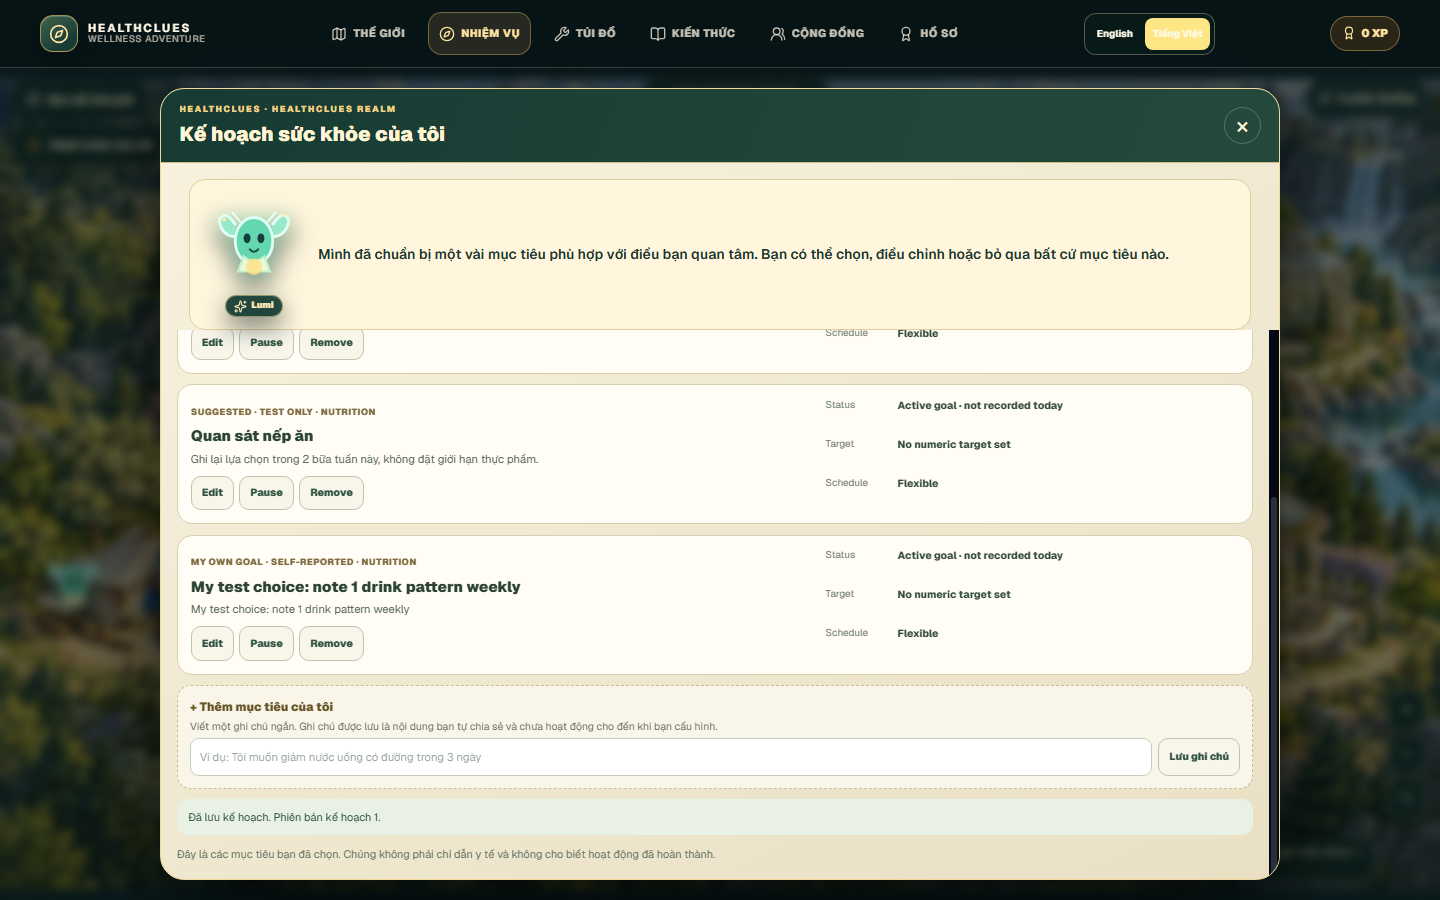 HEALTHCLUES
WELLNESS ADVENTURE
THẾ GIỚI
NHIỆM VỤ
TÚI ĐỒ
KIẾN THỨC
CỘNG ĐỒNG
HỒ SƠ
English
Tiếng Việt
0 XP
HEALTHCLUES · HEALTHCLUES REALM
Kế hoạch sức khỏe của tôi
Mình đã chuẩn bị một vài mục tiêu phù hợp với điều bạn quan tâm. Bạn có thể chọn, điều chỉnh hoặc bỏ qua bất cứ mục tiêu nào.
Lumi
Edit
Pause
Remove
Schedule
Flexible
SUGGESTED · TEST ONLY · NUTRITION
Quan sát nếp ăn
Ghi lại lựa chọn trong 2 bữa tuần này, không đặt giới hạn thực phẩm.
Edit
Pause
Remove
Status
Active goal · not recorded today
Target
No numeric target set
Schedule
Flexible
MY OWN GOAL · SELF-REPORTED · NUTRITION
My test choice: note 1 drink pattern weekly
My test choice: note 1 drink pattern weekly
Edit
Pause
Remove
Status
Active goal · not recorded today
Target
No numeric target set
Schedule
Flexible
+ Thêm mục tiêu của tôi
Viết một ghi chú ngắn. Ghi chú được lưu là nội dung bạn tự chia sẻ và chưa hoạt động cho đến khi bạn cấu hình.
Ví dụ: Tôi muốn giảm nước uống có đường trong 3 ngày
Lưu ghi chú
Đã lưu kế hoạch. Phiên bản kế hoạch 1.
Đây là các mục tiêu bạn đã chọn. Chúng không phải chỉ dẫn y tế và không cho biết hoạt động đã hoàn thành.